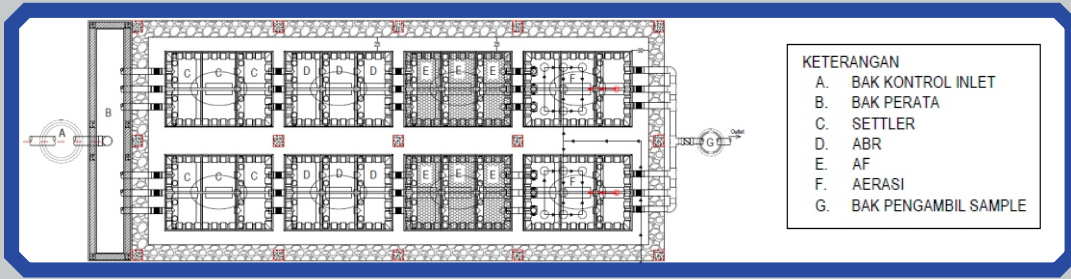 A
B
C C C
D D D
E E E
F
C C C
D D D
E E E
F
G
Outlet
KETERANGAN
A. BAK KONTROL INLET
B. BAK PERATA
C. SETTLER
D. ABR
E. AF
F. AERASI
G. BAK PENGAMBIL SAMPLE